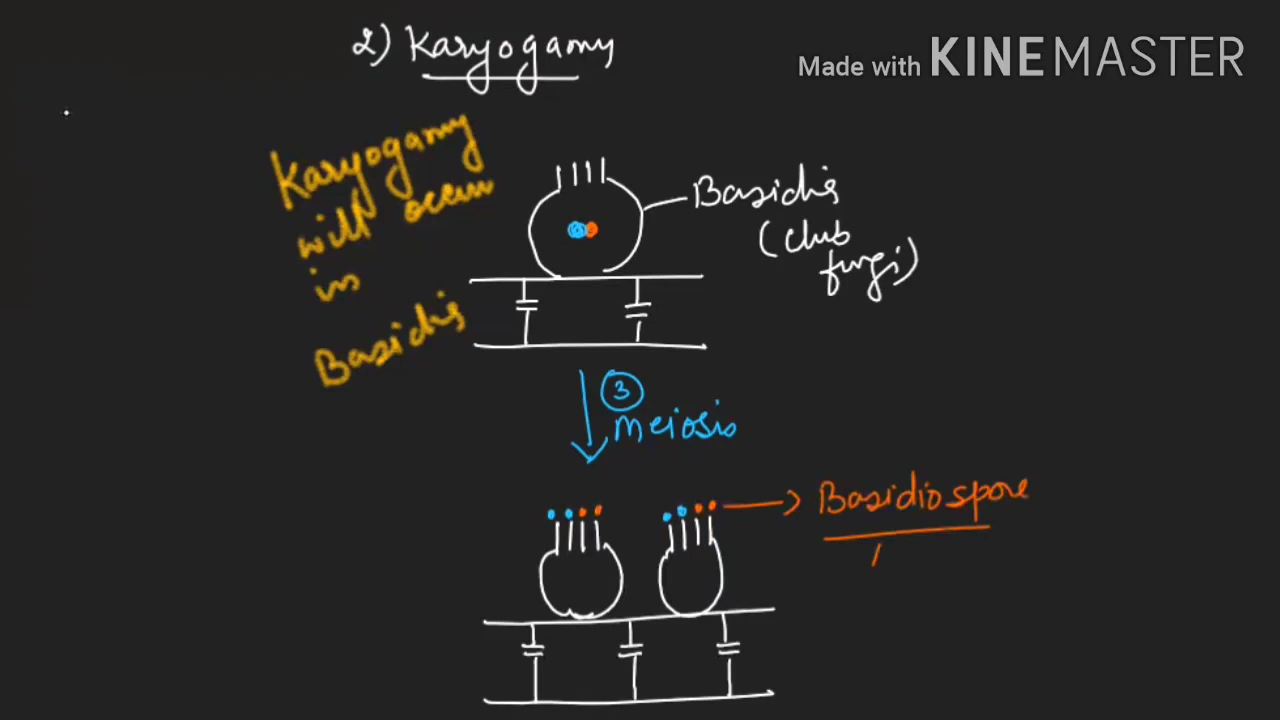 2) Karyogamy
Made with KINEMASTER
Karyogamy
will occur
in
Basidia
Basidia
(club
fungi)
3
meiosis
Basidiospore